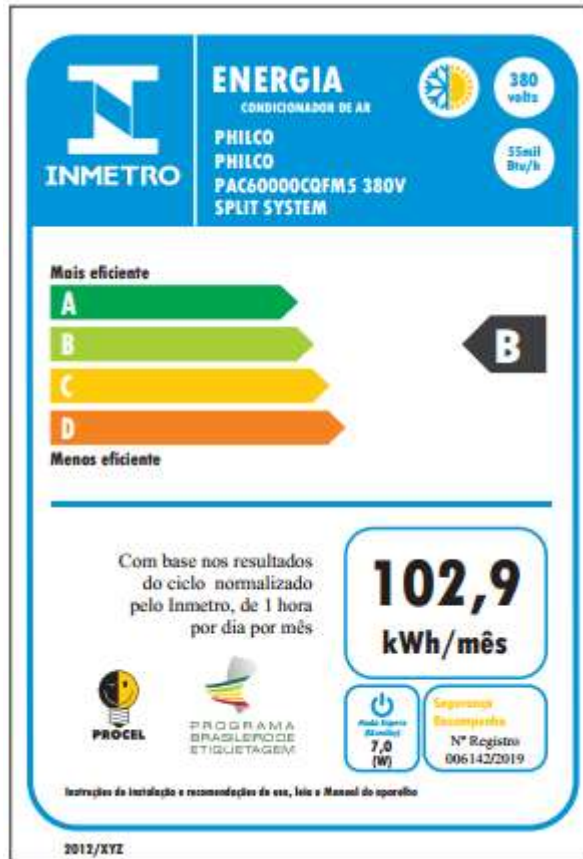 INMETRO
ENERGIA
CONDICIONADOR DE AR
PHILCO
PHILCO
PAC60000CQFM5 380V
SPLIT SYSTEM
380
volts
55mil
Btu/h
Mais eficiente
A
B
C
D
Menos eficiente
B
Com base nos resultados
do ciclo normalizado
pelo Inmetro, de 1 hora
por dia por mês
102,9
kWh/mês
PROCEL
PROGRAMA
BRASILEIRO DE
ETIQUETAGEM
Modo Espera
7,0
(W)
Segurança
Desempenho
Nº Registro
006142/2019
Instruções de instalação e recomendações de uso, leia o Manual do aparelho
2012/XYZ